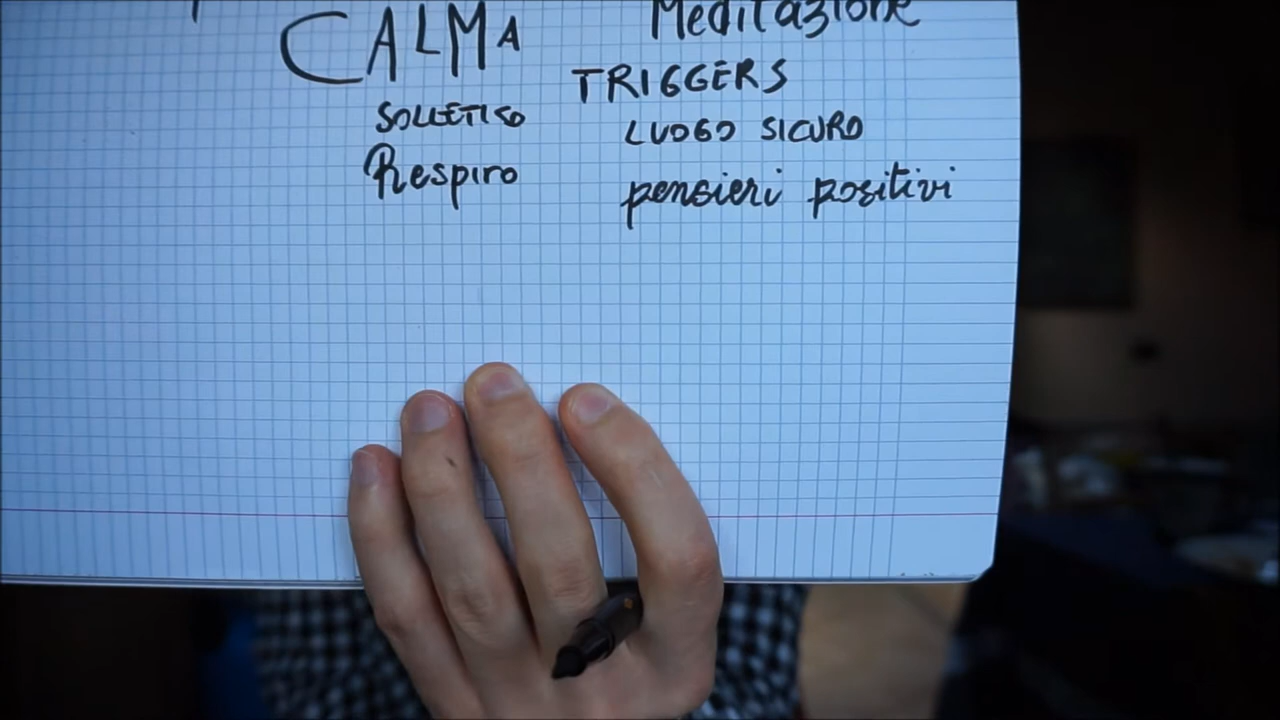 CALMA
SOLLETICO
Respiro
Meditazione
TRIGGERS
LUOGO SICURO
pensieri positivi